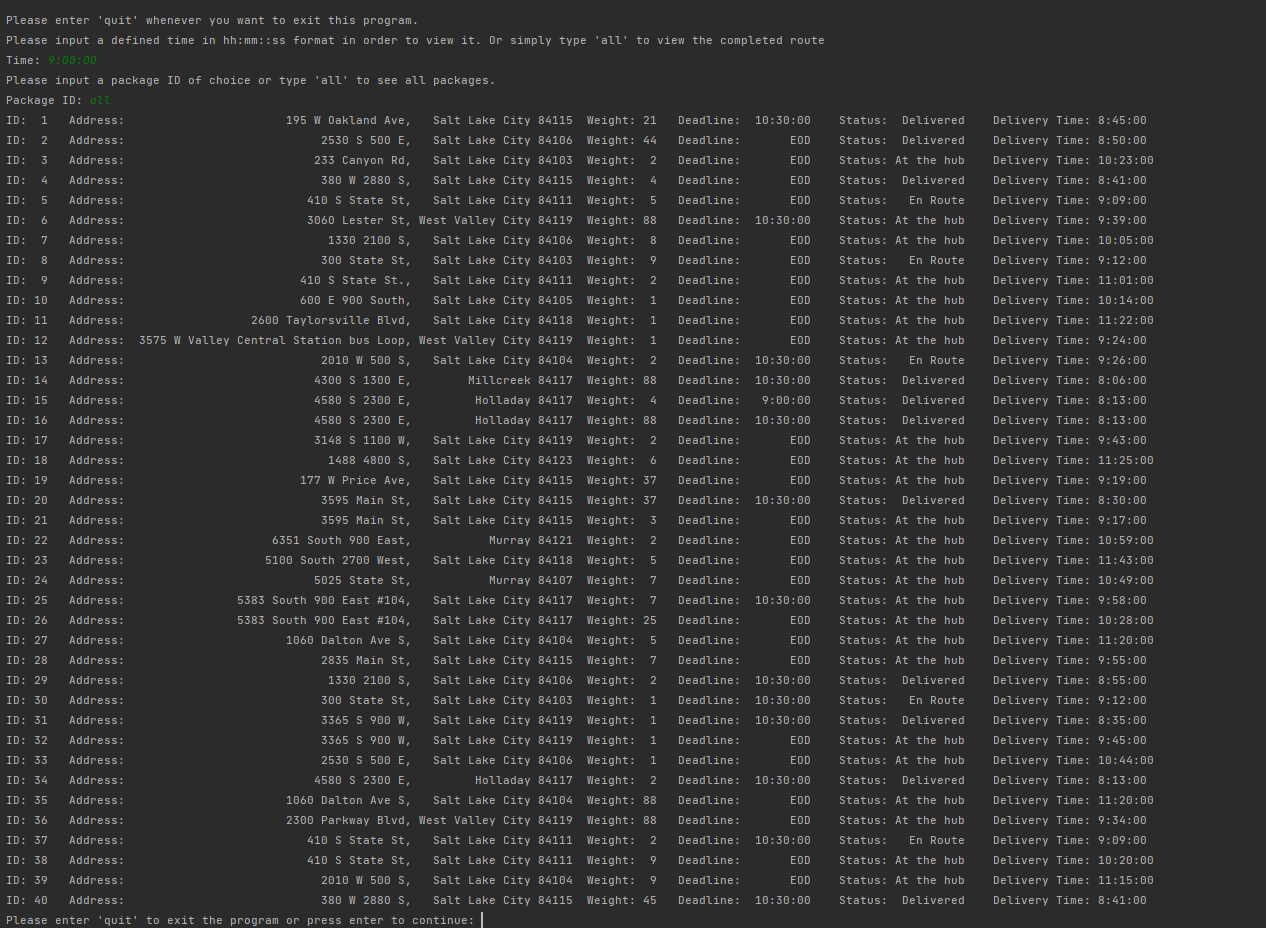 Please enter 'quit' whenever you want to exit this program.
Please input a defined time in hh:mm::ss format in order to view it. Or simply type 'all' to view the completed route
Time: 9:00:00
Please input a package ID of choice or type 'all' to see all packages.
Package ID: all
ID: 1 Address: 195 W Oakland Ave, Salt Lake City 84115 Weight: 21 Deadline: 10:30:00 Status: Delivered Delivery Time: 8:45:00
ID: 2 Address: 2530 S 500 E, Salt Lake City 84106 Weight: 44 Deadline: EOD Status: Delivered Delivery Time: 8:50:00
ID: 3 Address: 233 Canyon Rd, Salt Lake City 84103 Weight: 2 Deadline: EOD Status: At the hub Delivery Time: 10:23:00
ID: 4 Address: 380 W 2880 S, Salt Lake City 84115 Weight: 4 Deadline: EOD Status: Delivered Delivery Time: 8:41:00
ID: 5 Address: 410 S State St, Salt Lake City 84111 Weight: 5 Deadline: EOD Status: En Route Delivery Time: 9:09:00
ID: 6 Address: 3060 Lester St, West Valley City 84119 Weight: 88 Deadline: 10:30:00 Status: At the hub Delivery Time: 9:39:00
ID: 7 Address: 1330 2100 S, Salt Lake City 84106 Weight: 8 Deadline: EOD Status: At the hub Delivery Time: 10:05:00
ID: 8 Address: 300 State St, Salt Lake City 84103 Weight: 9 Deadline: EOD Status: En Route Delivery Time: 9:12:00
ID: 9 Address: 410 S State St., Salt Lake City 84111 Weight: 2 Deadline: EOD Status: At the hub Delivery Time: 11:01:00
ID: 10 Address: 600 E 900 South, Salt Lake City 84105 Weight: 1 Deadline: EOD Status: At the hub Delivery Time: 10:14:00
ID: 11 Address: 2600 Taylorsville Blvd, Salt Lake City 84118 Weight: 1 Deadline: EOD Status: At the hub Delivery Time: 11:22:00
ID: 12 Address: 3575 W Valley Central Station bus Loop, West Valley City 84119 Weight: 1 Deadline: EOD Status: At the hub Delivery Time: 9:24:00
ID: 13 Address: 2010 W 500 S, Salt Lake City 84104 Weight: 2 Deadline: 10:30:00 Status: En Route Delivery Time: 9:26:00
ID: 14 Address: 4300 S 1300 E, Millcreek 84117 Weight: 88 Deadline: 10:30:00 Status: Delivered Delivery Time: 8:06:00
ID: 15 Address: 4580 S 2300 E, Holladay 84117 Weight: 4 Deadline: 9:00:00 Status: Delivered Delivery Time: 8:13:00
ID: 16 Address: 4580 S 2300 E, Holladay 84117 Weight: 88 Deadline: 10:30:00 Status: Delivered Delivery Time: 8:13:00
ID: 17 Address: 3148 S 1100 W, Salt Lake City 84119 Weight: 2 Deadline: EOD Status: At the hub Delivery Time: 9:43:00
ID: 18 Address: 1488 4800 S, Salt Lake City 84123 Weight: 6 Deadline: EOD Status: At the hub Delivery Time: 11:25:00
ID: 19 Address: 177 W Price Ave, Salt Lake City 84115 Weight: 37 Deadline: EOD Status: At the hub Delivery Time: 9:19:00
ID: 20 Address: 3595 Main St, Salt Lake City 84115 Weight: 37 Deadline: 10:30:00 Status: Delivered Delivery Time: 8:30:00
ID: 21 Address: 3595 Main St, Salt Lake City 84115 Weight: 3 Deadline: EOD Status: At the hub Delivery Time: 9:17:00
ID: 22 Address: 6351 South 900 East, Murray 84121 Weight: 2 Deadline: EOD Status: At the hub Delivery Time: 10:59:00
ID: 23 Address: 5100 South 2700 West, Salt Lake City 84118 Weight: 5 Deadline: EOD Status: At the hub Delivery Time: 11:43:00
ID: 24 Address: 5025 State St, Murray 84107 Weight: 7 Deadline: EOD Status: At the hub Delivery Time: 10:49:00
ID: 25 Address: 5383 South 900 East #104, Salt Lake City 84117 Weight: 7 Deadline: 10:30:00 Status: At the hub Delivery Time: 9:58:00
ID: 26 Address: 5383 South 900 East #104, Salt Lake City 84117 Weight: 25 Deadline: EOD Status: At the hub Delivery Time: 10:28:00
ID: 27 Address: 1060 Dalton Ave S, Salt Lake City 84104 Weight: 5 Deadline: EOD Status: At the hub Delivery Time: 11:20:00
ID: 28 Address: 2835 Main St, Salt Lake City 84115 Weight: 7 Deadline: EOD Status: At the hub Delivery Time: 9:55:00
ID: 29 Address: 1330 2100 S, Salt Lake City 84106 Weight: 2 Deadline: 10:30:00 Status: Delivered Delivery Time: 8:55:00
ID: 30 Address: 300 State St, Salt Lake City 84103 Weight: 1 Deadline: 10:30:00 Status: En Route Delivery Time: 9:12:00
ID: 31 Address: 3365 S 900 W, Salt Lake City 84119 Weight: 1 Deadline: 10:30:00 Status: Delivered Delivery Time: 8:35:00
ID: 32 Address: 3365 S 900 W, Salt Lake City 84119 Weight: 1 Deadline: EOD Status: At the hub Delivery Time: 9:45:00
ID: 33 Address: 2530 S 500 E, Salt Lake City 84106 Weight: 1 Deadline: EOD Status: At the hub Delivery Time: 10:44:00
ID: 34 Address: 4580 S 2300 E, Holladay 84117 Weight: 2 Deadline: 10:30:00 Status: Delivered Delivery Time: 8:13:00
ID: 35 Address: 1060 Dalton Ave S, Salt Lake City 84104 Weight: 88 Deadline: EOD Status: At the hub Delivery Time: 11:20:00
ID: 36 Address: 2300 Parkway Blvd, West Valley City 84119 Weight: 88 Deadline: EOD Status: At the hub Delivery Time: 9:34:00
ID: 37 Address: 410 S State St, Salt Lake City 84111 Weight: 2 Deadline: 10:30:00 Status: En Route Delivery Time: 9:09:00
ID: 38 Address: 410 S State St, Salt Lake City 84111 Weight: 9 Deadline: EOD Status: At the hub Delivery Time: 10:20:00
ID: 39 Address: 2010 W 500 S, Salt Lake City 84104 Weight: 9 Deadline: EOD Status: At the hub Delivery Time: 11:15:00
ID: 40 Address: 380 W 2880 S, Salt Lake City 84115 Weight: 45 Deadline: 10:30:00 Status: Delivered Delivery Time: 8:41:00
Please enter 'quit' to exit the program or press enter to continue: